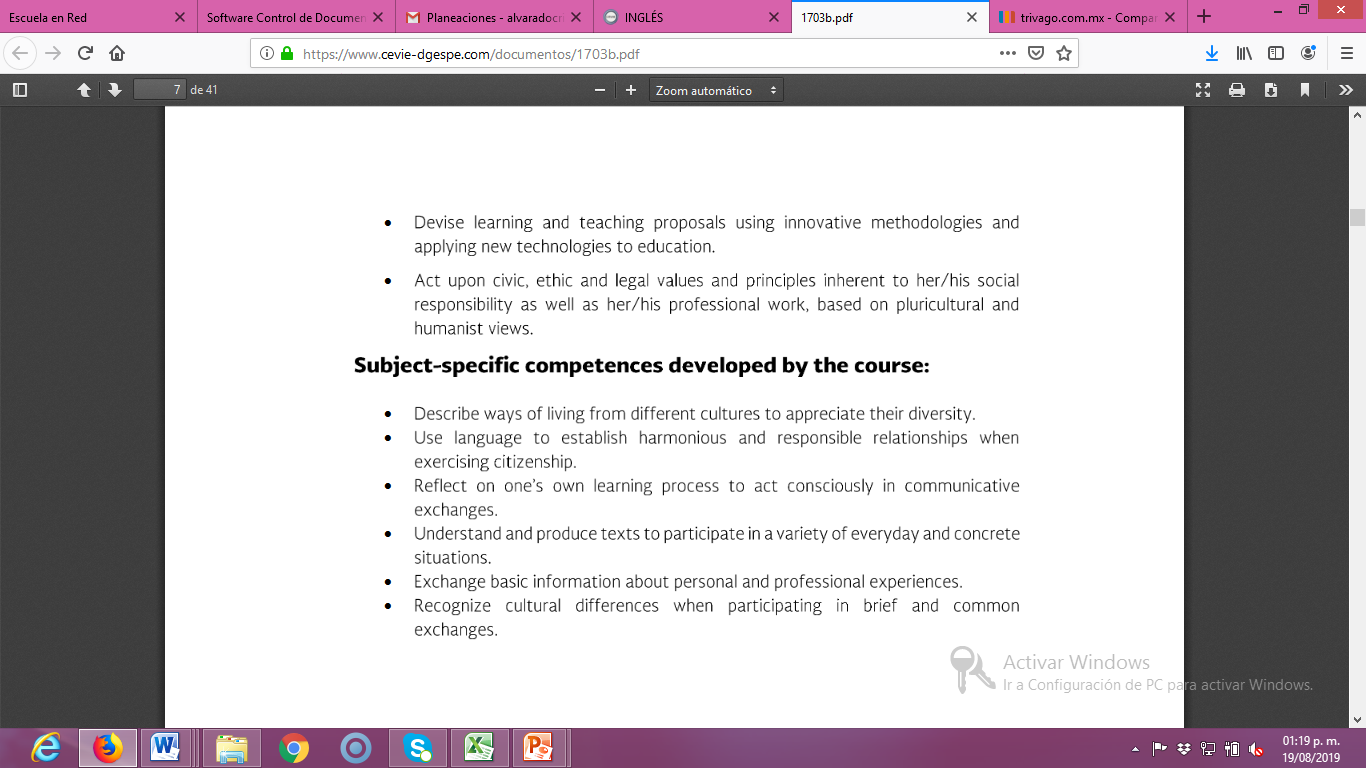 Escuela en Red
Software Control de Documen
Planeaciones - alvaradocr
INGLÉS
1703b.pdf
trivago.com.mx - Compar
https://www.cevie-dgespe.com/documentos/1703b.pdf
7 de 41
Zoom automático
• Devise learning and teaching proposals using innovative methodologies and
applying new technologies to education.
• Act upon civic, ethic and legal values and principles inherent to her/his social
responsibility as well as her/his professional work, based on pluricultural and
humanist views.
Subject-specific competences developed by the course:
• Describe ways of living from different cultures to appreciate their diversity.
• Use language to establish harmonious and responsible relationships when
exercising citizenship.
• Reflect on one's own learning process to act consciously in communicative
exchanges.
• Understand and produce texts to participate in a variety of everyday and concrete
situations.
• Exchange basic information about personal and professional experiences.
• Recognize cultural differences when participating in brief and common
exchanges.
Activar Windows
Ir a Configuración de PC para activar Windows.
01:19 p. m.
19/08/2019